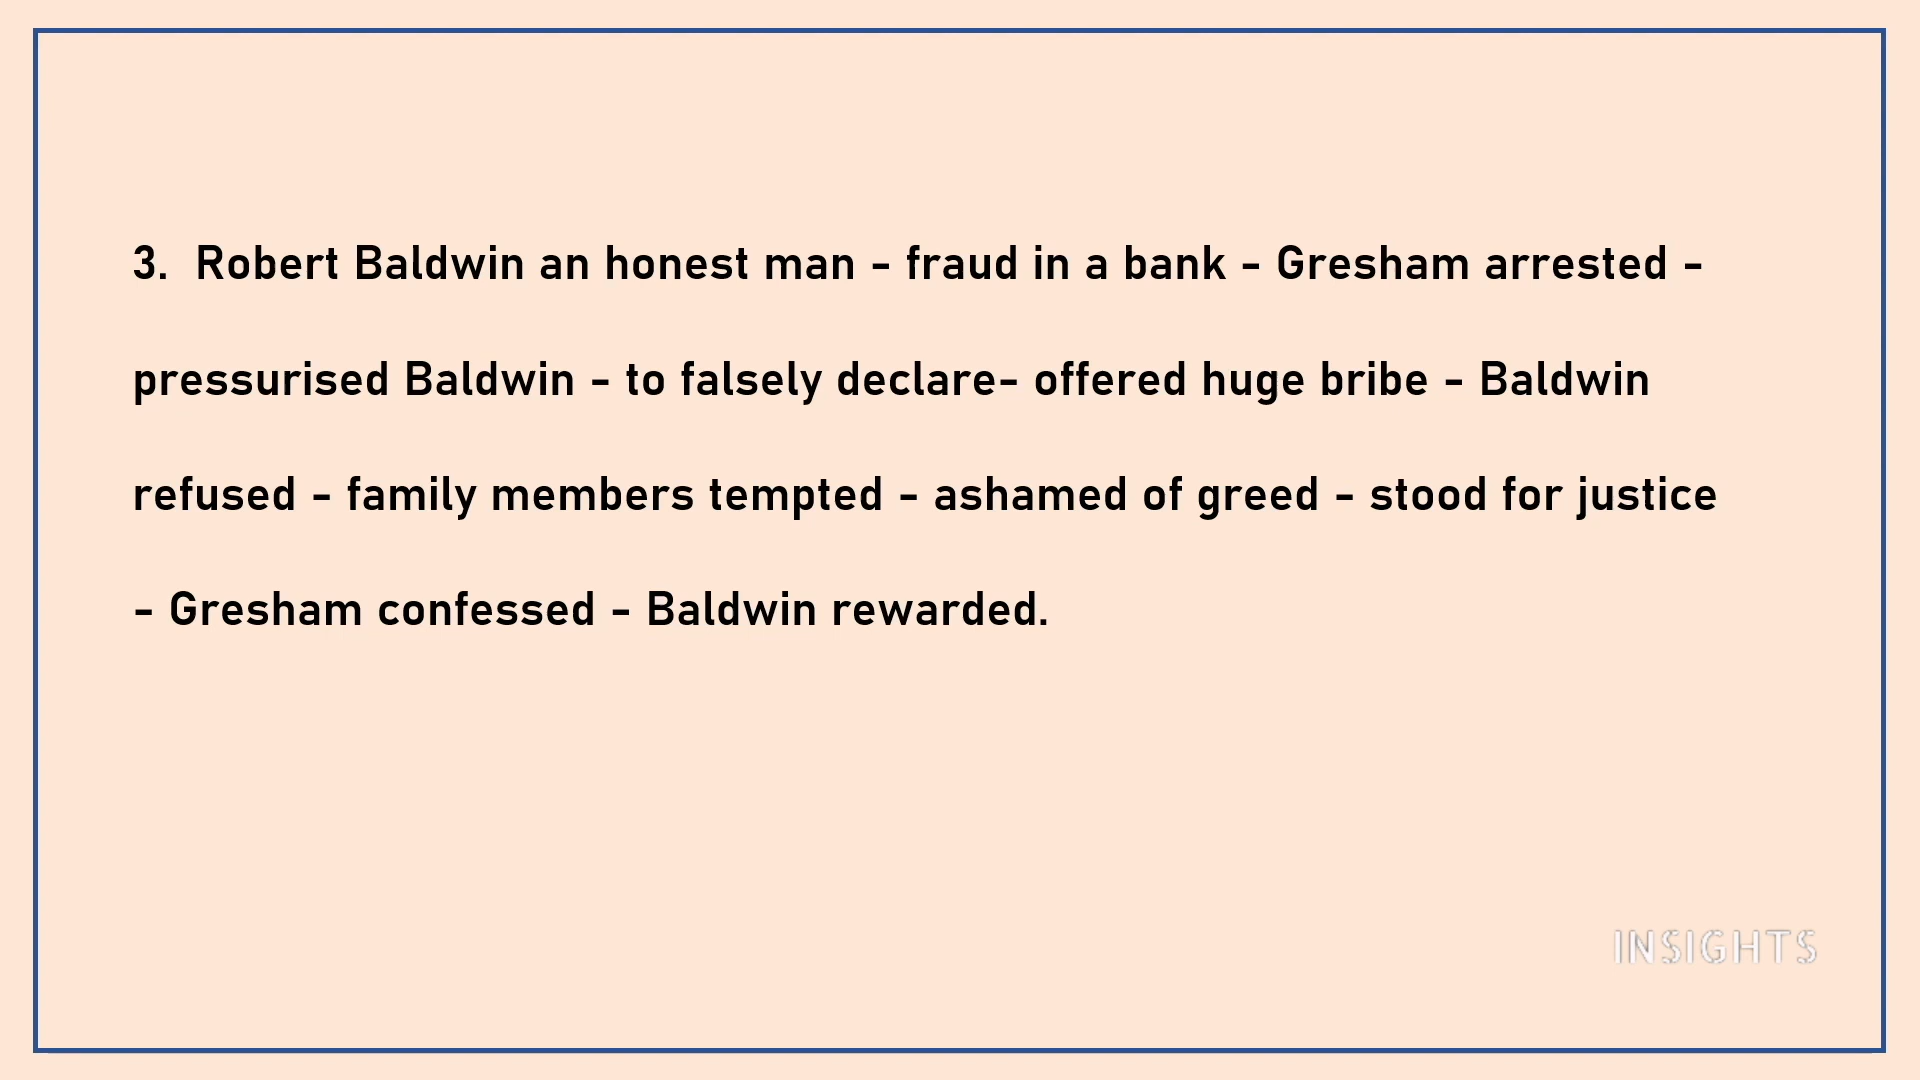 3. Robert Baldwin an honest man - fraud in a bank - Gresham arrested -
pressurised Baldwin - to falsely declare- offered huge bribe - Baldwin
refused - family members tempted - ashamed of greed - stood for justice
- Gresham confessed - Baldwin rewarded.
INSIGHTS